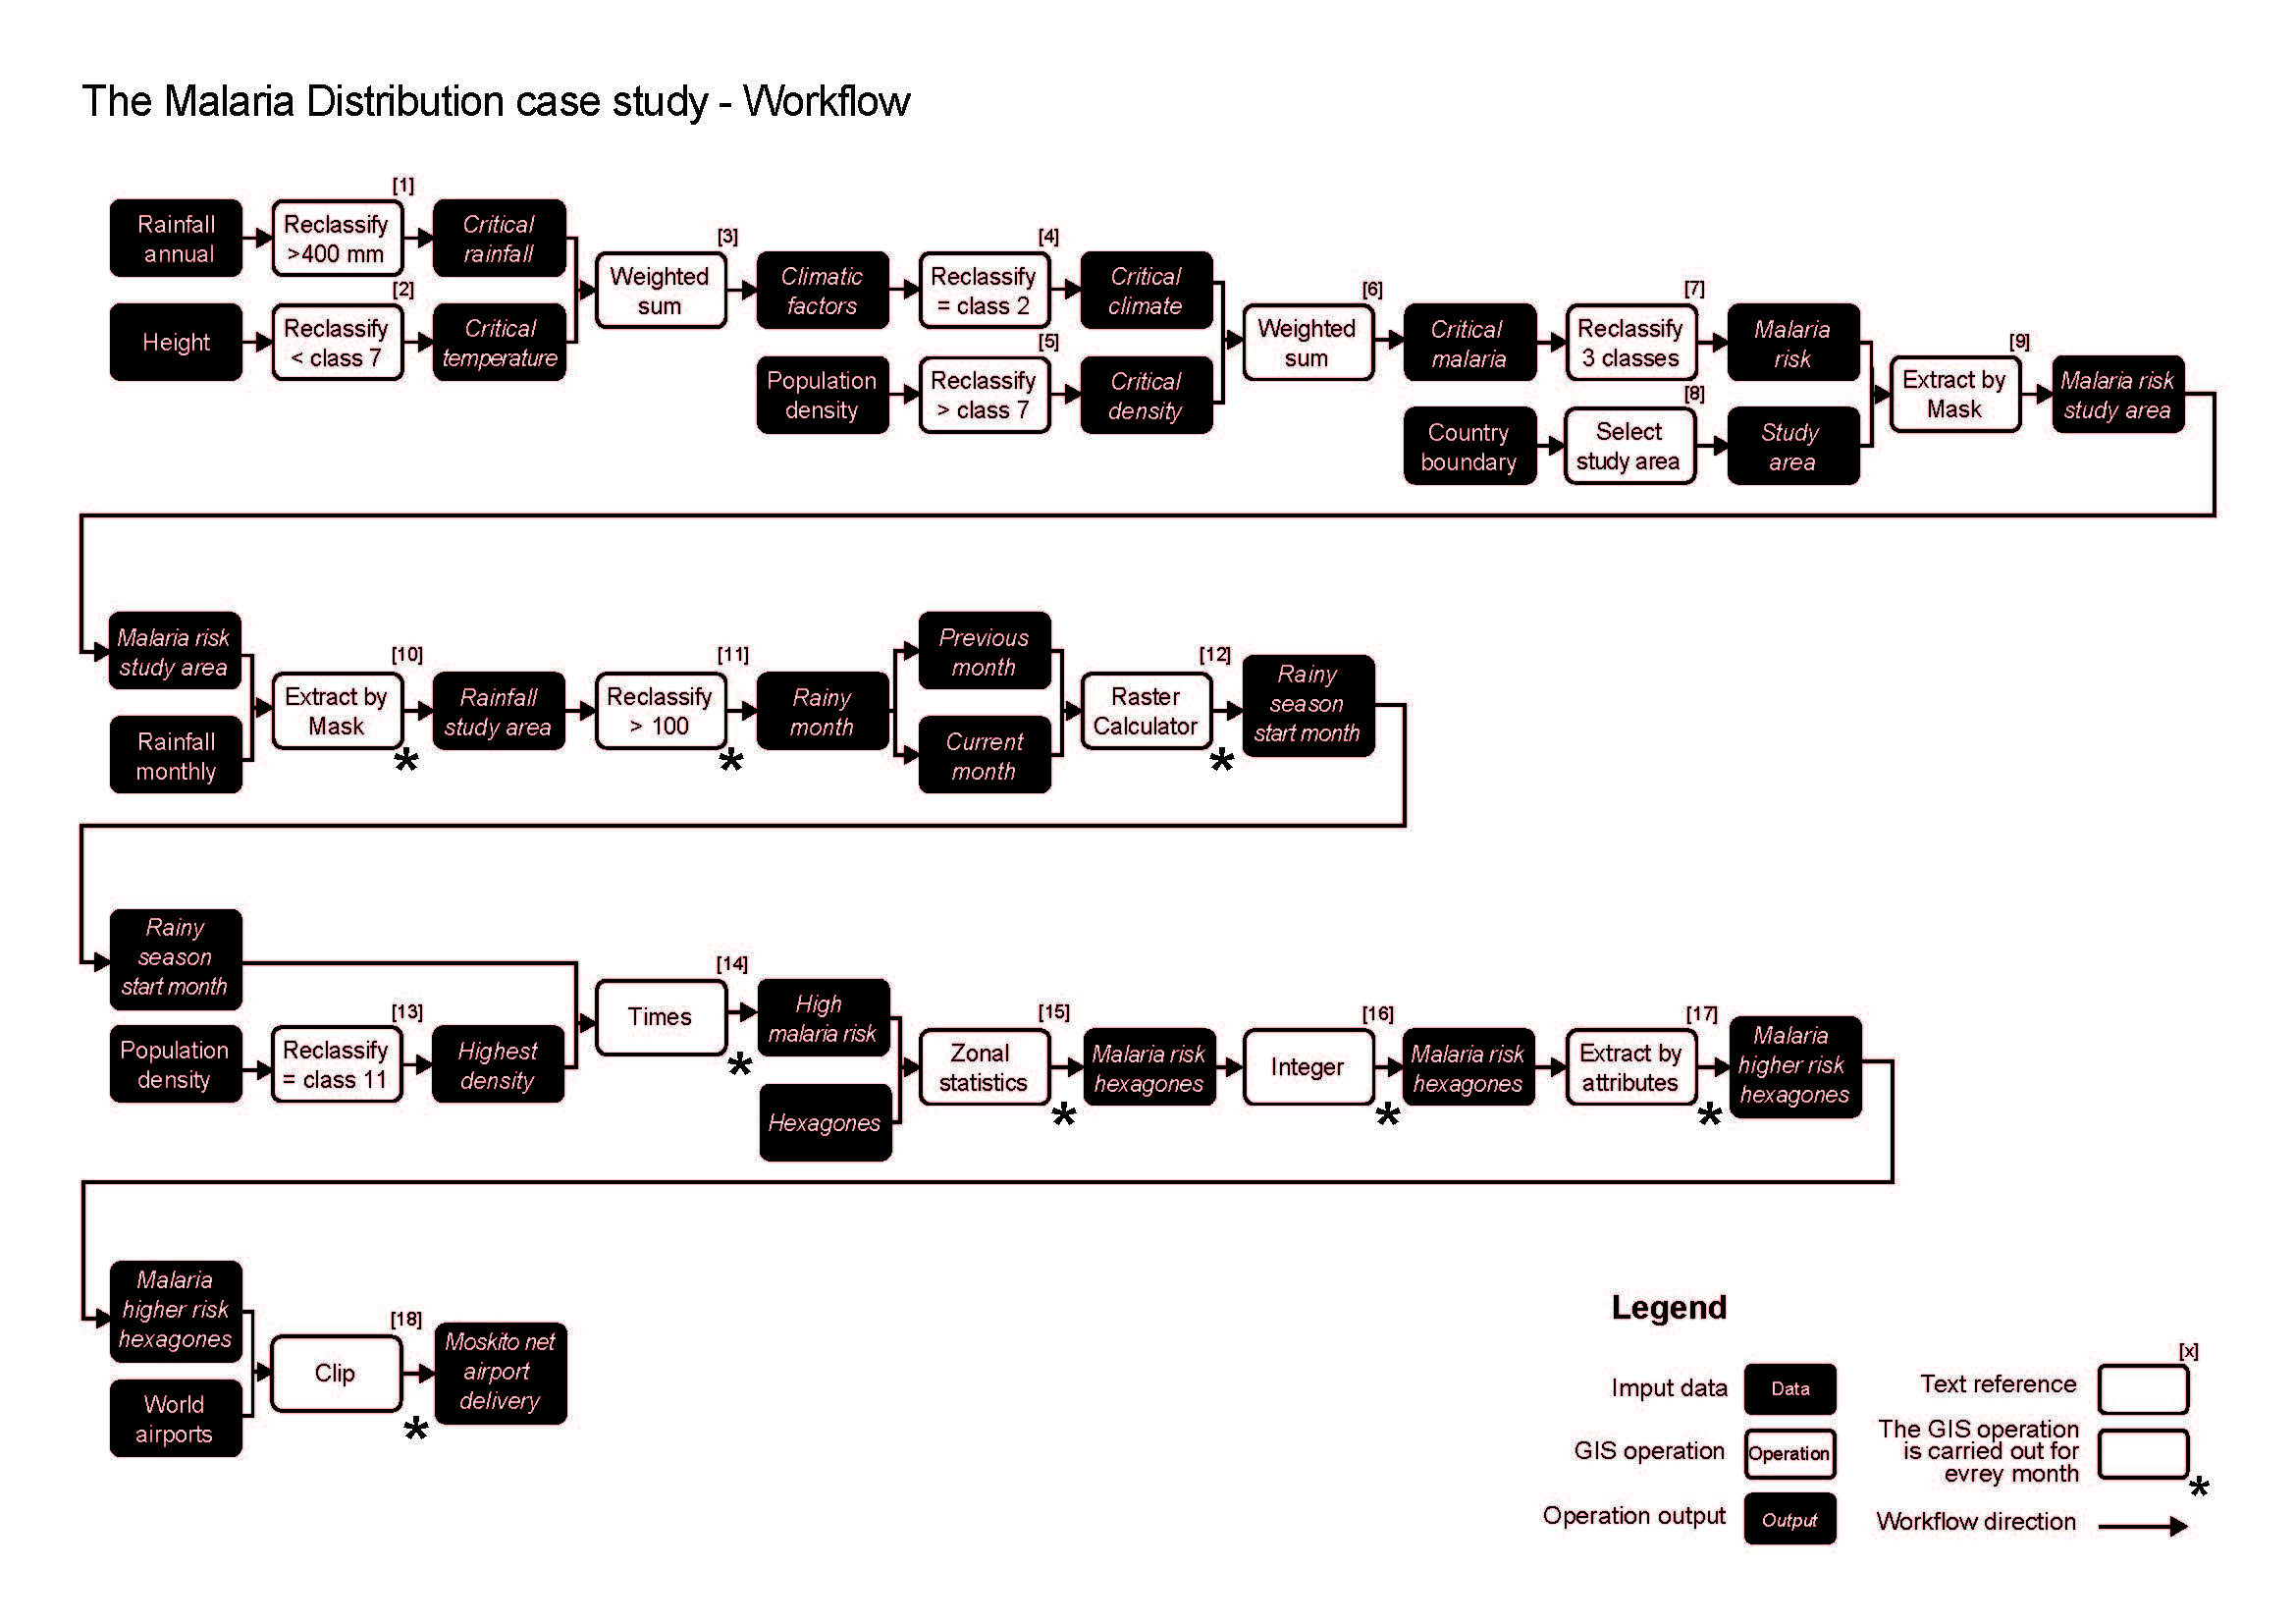 The Malaria Distribution case study - Workflow
[1]
Rainfall
annual
Reclassify
>400 mm
Critical
rainfall
[2]
Height
Reclassify
< class 7
Critical
temperature
[3]
Weighted
sum
Climatic
factors
[4]
Reclassify
= class 2
Critical
climate
[5]
Population
density
Reclassify
> class 7
Critical
density
[6]
Weighted
sum
Critical
malaria
[7]
Reclassify
3 classes
Malaria
risk
[8]
Country
boundary
Select
study area
Study
area
[9]
Extract by
Mask
Malaria risk
study area
Malaria risk
study area
Rainfall
monthly
[10]
Extract by
Mask
*
Rainfall
study area
[11]
Reclassify
> 100
*
Rainy
month
Previous
month
Current
month
[12]
Raster
Calculator
*
Rainy
season
start month
Rainy
season
start month
[13]
Population
density
Reclassify
= class 11
Highest
density
[14]
Times
*
High
malaria risk
Hexagones
[15]
Zonal
statistics
*
Malaria risk
hexagones
[16]
Integer
*
Malaria risk
hexagones
[17]
Extract by
attributes
*
Malaria
higher risk
hexagones
Malaria
higher risk
hexagones
World
airports
[18]
Clip
*
Moskito net
airport
delivery
Legend
Imput data
Data
GIS operation
Operation
Operation output
Output
[x]
Text reference
The GIS operation
is carried out for
evrey month
*
Workflow direction